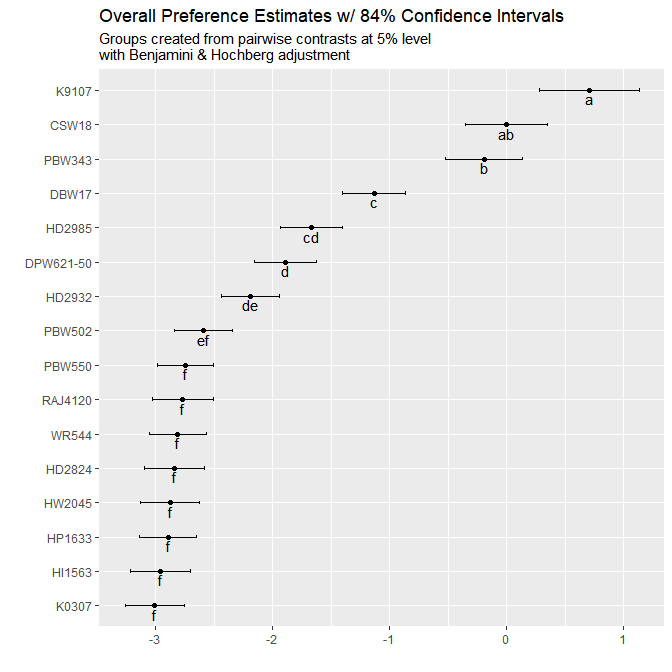 Overall Preference Estimates w/ 84% Confidence Intervals
Groups created from pairwise contrasts at 5% level
with Benjamini & Hochberg adjustment
K9107
a
CSW18
ab
PBW343
b
DBW17
c
HD2985
cd
DPW621-50
d
HD2932
de
PBW502
ef
PBW550
f
RAJ4120
f
WR544
f
HD2824
f
HW2045
f
HP1633
f
HI1563
f
K0307
f
-3 -2 -1 0 1